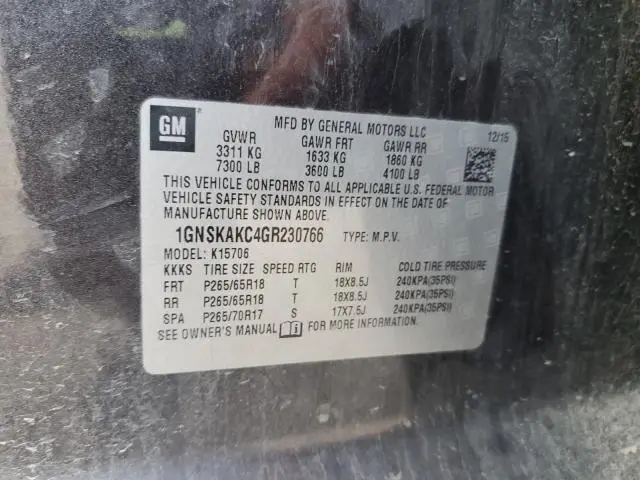 GM
MFD BY GENERAL MOTORS LLC 12/15
GVWR GAWR FRT GAWR RR
3311 KG 1633 KG 1860 KG
7300 LB 3600 LB 4100 LB
THIS VEHICLE CONFORMS TO ALL APPLICABLE U.S. FEDERAL MOTOR
VEHICLE SAFETY STANDARDS IN EFFECT ON THE DATE OF
MANUFACTURE SHOWN ABOVE.
1GNSKAKC4GR230766 TYPE: M.P.V.
MODEL: K15706
KKKS TIRE SIZE SPEED RTG RIM COLD TIRE PRESSURE
FRT P265/65R18 T 18X8.5J 240KPA(35PSI)
RR P265/65R18 T 18X8.5J 240KPA(35PSI)
SPA P265/70R17 S 17X7.5J 240KPA(35PSI)
SEE OWNER'S MANUAL FOR MORE INFORMATION.